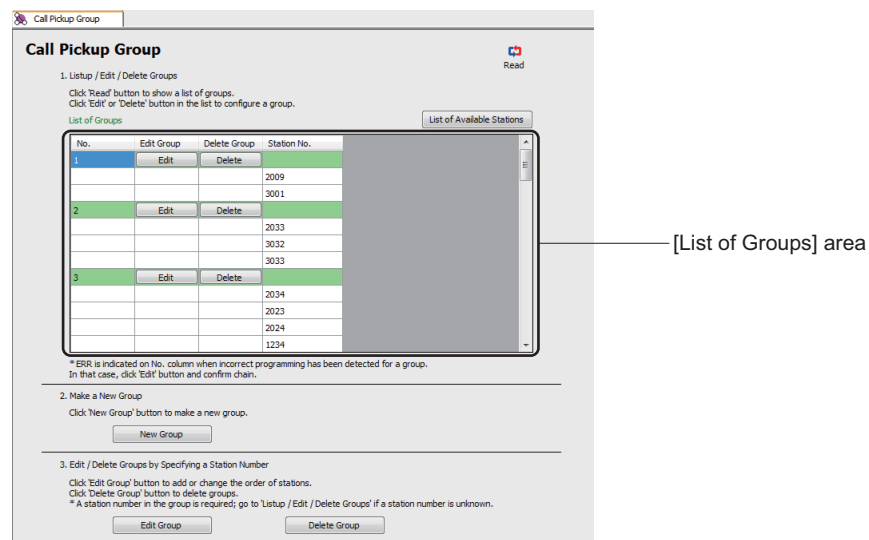 Call Pickup Group
Call Pickup Group
Read
1. Listup / Edit / Delete Groups
Click 'Read' button to show a list of groups.
Click 'Edit' or 'Delete' button in the list to configure a group.
List of Groups
List of Available Stations
No. Edit Group Delete Group Station No.
1 Edit Delete
2009
3001
2 Edit Delete
2033
3032
3033
3 Edit Delete
2034
2023
2024
1234
[List of Groups] area
* ERR is indicated on No. column when incorrect programming has been detected for a group.
In that case, click 'Edit' button and confirm chain.
2. Make a New Group
Click 'New Group' button to make a new group.
New Group
3. Edit / Delete Groups by Specifying a Station Number
Click 'Edit Group' button to add or change the order of stations.
Click 'Delete Group' button to delete groups.
* A station number in the group is required; go to 'Listup / Edit / Delete Groups' if a station number is unknown.
Edit Group Delete Group